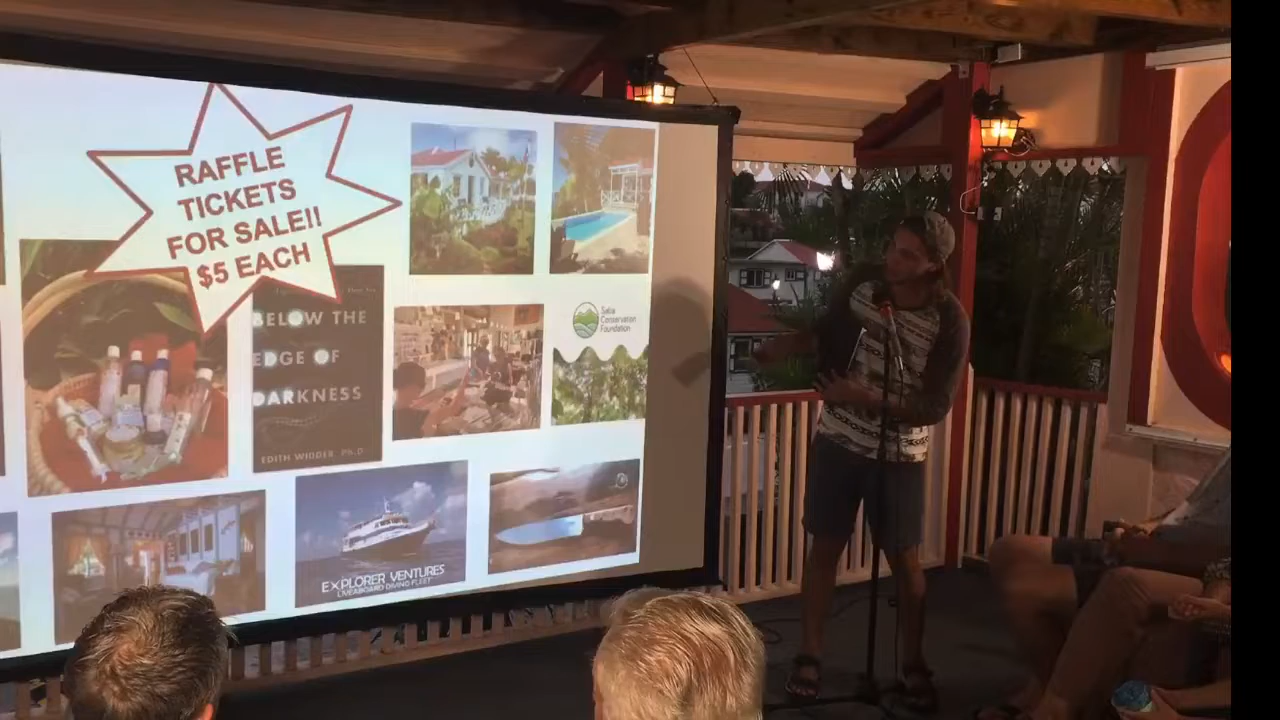 RAFFLE
TICKETS
FOR SALE!!
$5 EACH
BELOW THE
EDGE OF
DARKNESS
EDITH WIDDER, Ph.D.
Saba
Conservation
Foundation
EXPLORER VENTURES
LIVEABOARD DIVING FLEET